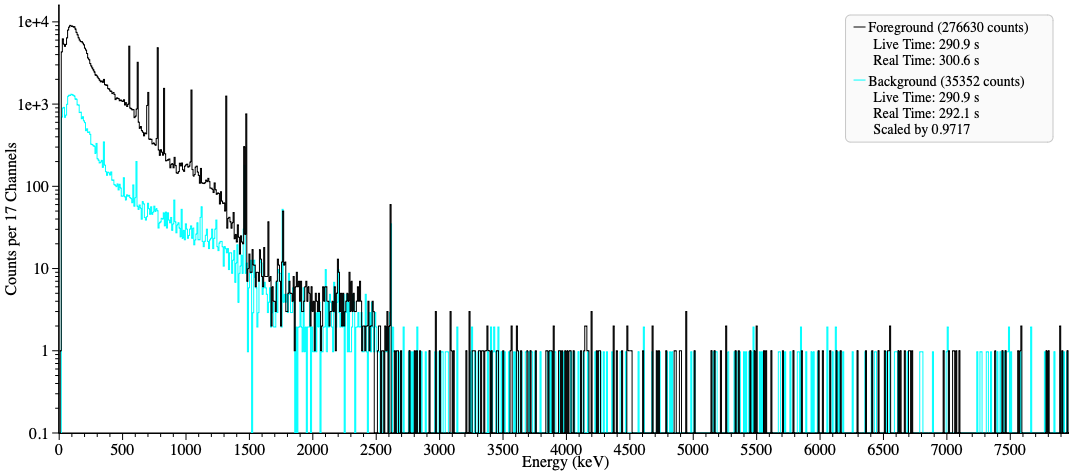 1e+4
1e+3
100
10
1
0.1
Counts per 17 Channels
Foreground (276630 counts)
Live Time: 290.9 s
Real Time: 300.6 s
Background (35352 counts)
Live Time: 290.9 s
Real Time: 292.1 s
Scaled by 0.9717
0 500 1000 1500 2000 2500 3000 3500 4000 4500 5000 5500 6000 6500 7000 7500
Energy (keV)